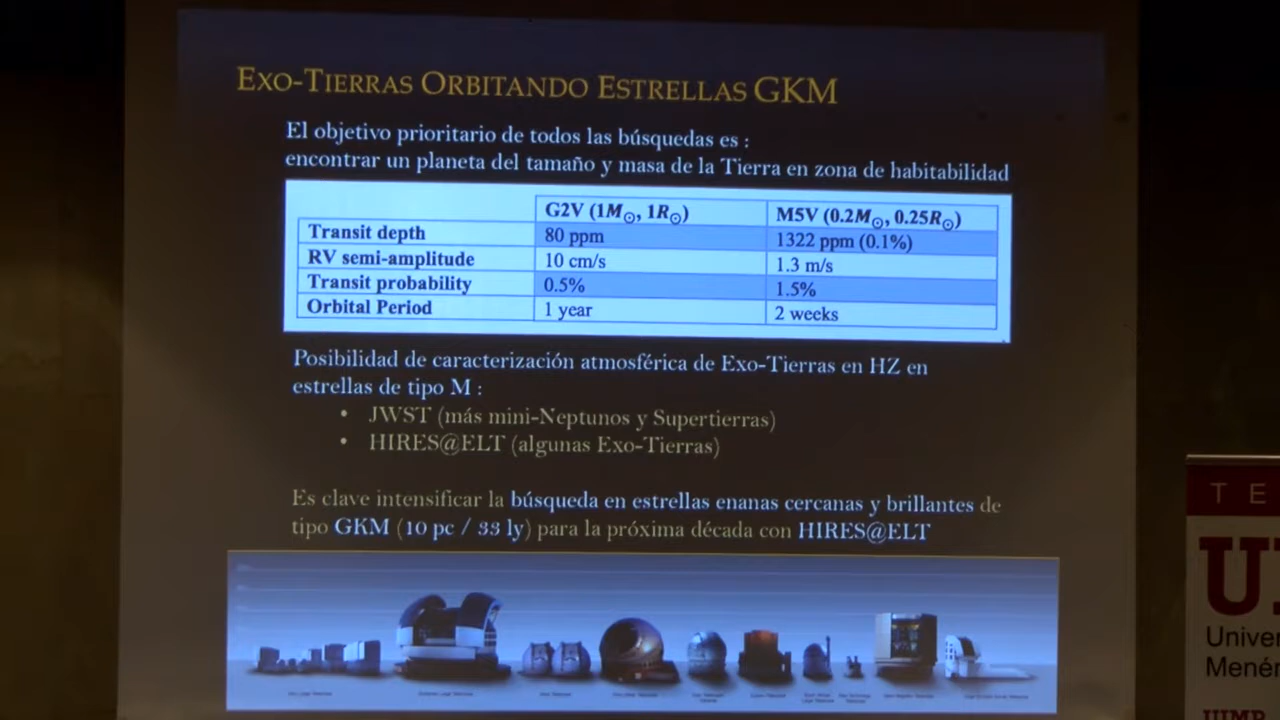 EXO-TIERRAS ORBITANDO ESTRELLAS GKM
El objetivo prioritario de todos las búsquedas es :
encontrar un planeta del tamaño y masa de la Tierra en zona de habitabilidad
G2V (1M☉, 1R☉) M5V (0.2M☉, 0.25R☉)
Transit depth 80 ppm 1322 ppm (0.1%)
RV semi-amplitude 10 cm/s 1.3 m/s
Transit probability 0.5% 1.5%
Orbital Period 1 year 2 weeks
Posibilidad de caracterización atmosférica de Exo-Tierras en HZ en
estrellas de tipo M :
• JWST (más mini-Neptunos y Supertierras)
• HIRES@ELT (algunas Exo-Tierras)
Es clave intensificar la búsqueda en estrellas enanas cercanas y brillantes de
tipo GKM (10 pc / 33 ly) para la próxima década con HIRES@ELT
T E
U
Univer
Menén
UIMP